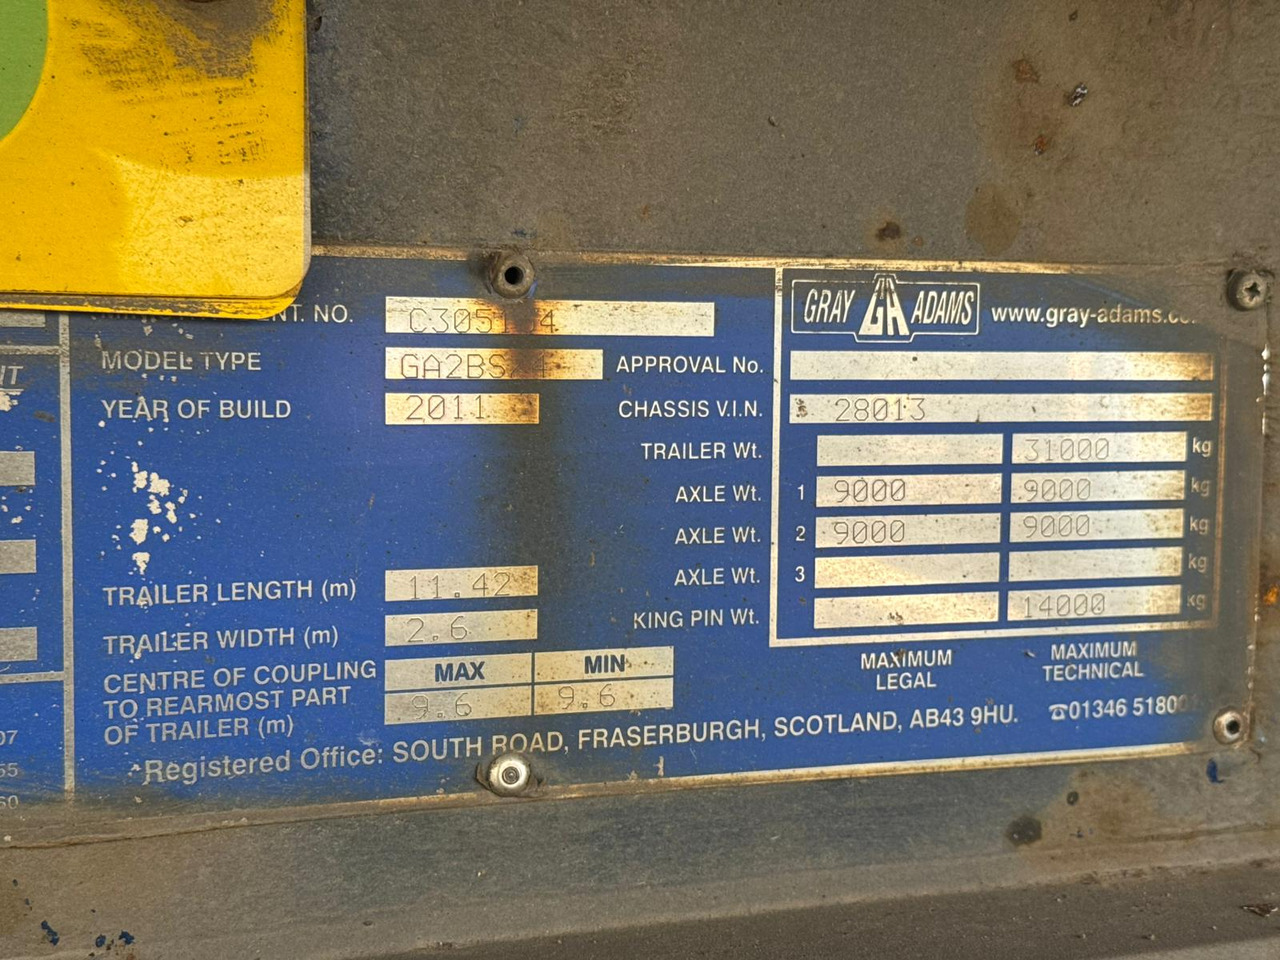 NT. NO.
MODEL TYPE GA2BS
YEAR OF BUILD 2011
TRAILER LENGTH (m) 11.42
TRAILER WIDTH (m) 2.6
CENTRE OF COUPLING
TO REARMOST PART
OF TRAILER (m)
MAX MIN
9.6 9.6
GRAY GA ADAMS www.gray-adams.co
APPROVAL No.
CHASSIS V.I.N. 28013
TRAILER Wt. 31000 kg
AXLE Wt. 1 9000 9000 kg
AXLE Wt. 2 9000 9000 kg
AXLE Wt. 3 kg
KING PIN Wt. 14000 kg
MAXIMUM
LEGAL
MAXIMUM
TECHNICAL
Registered Office: SOUTH ROAD, FRASERBURGH, SCOTLAND, AB43 9HU. ☎01346 518001